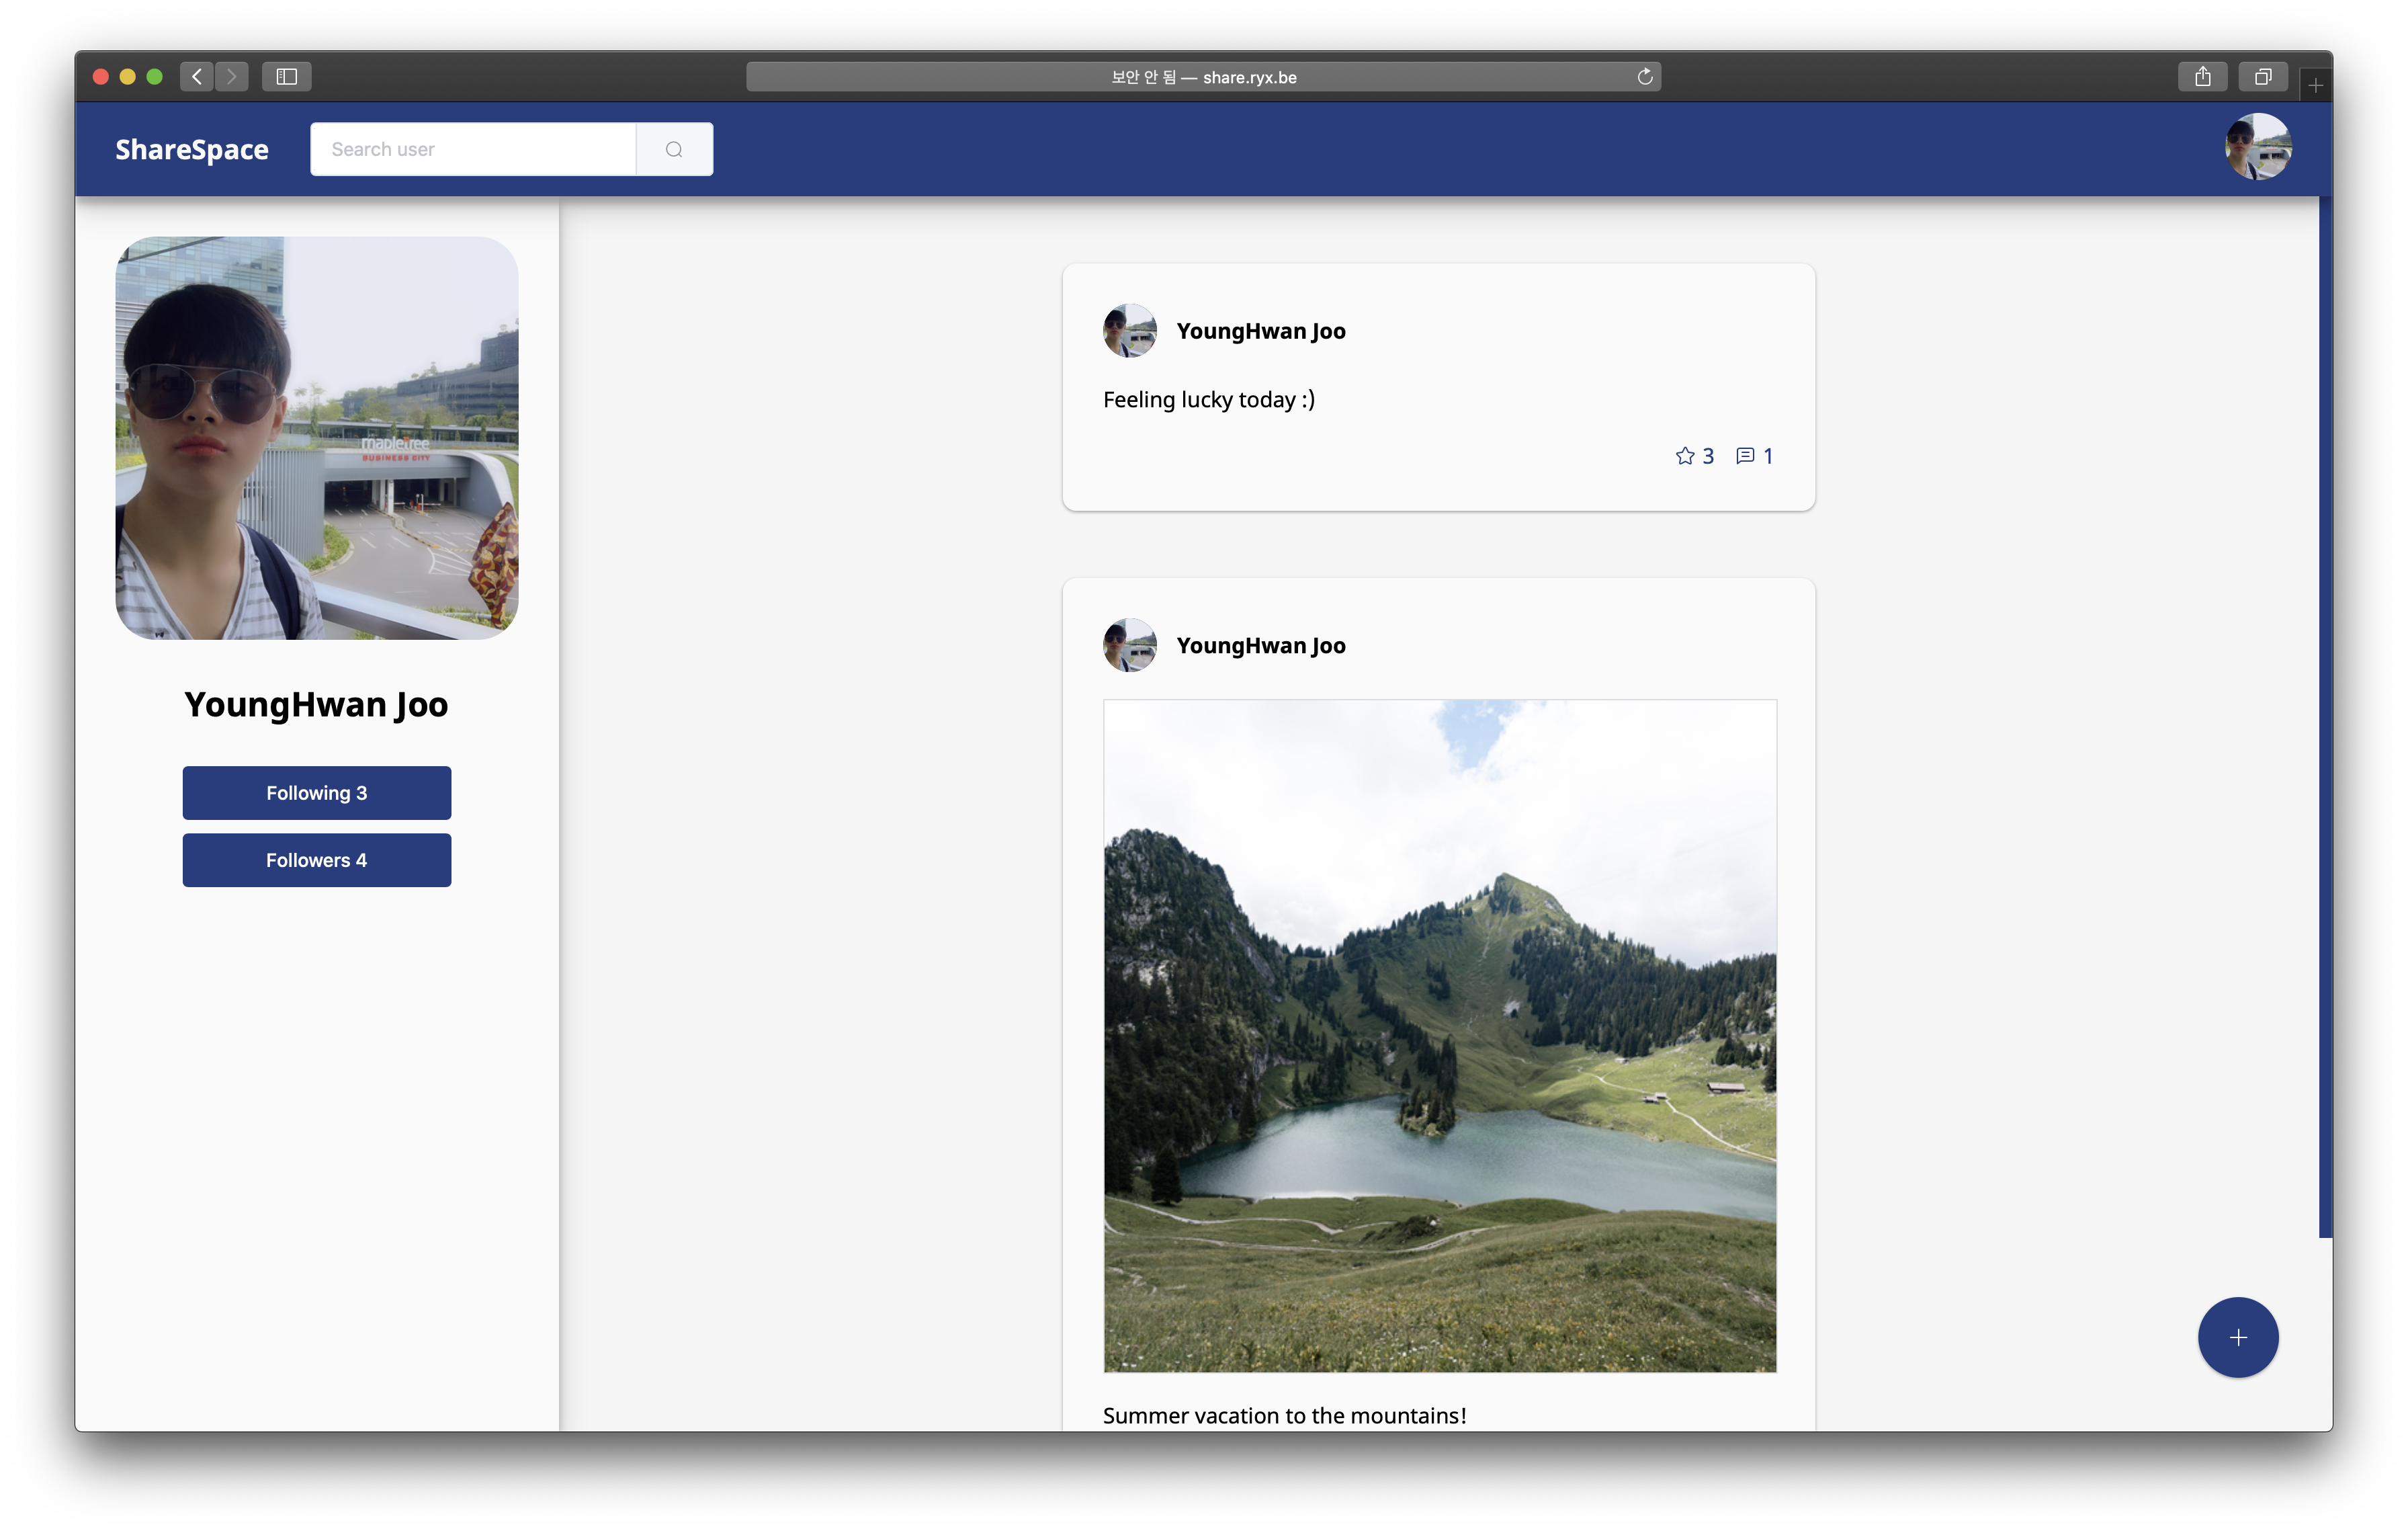 보안 안 됨 — share.ryx.be
ShareSpace
Search user
mapletree
BUSINESS CITY
YoungHwan Joo
Following 3
Followers 4
YoungHwan Joo
Feeling lucky today :)
3 1
YoungHwan Joo
Summer vacation to the mountains!